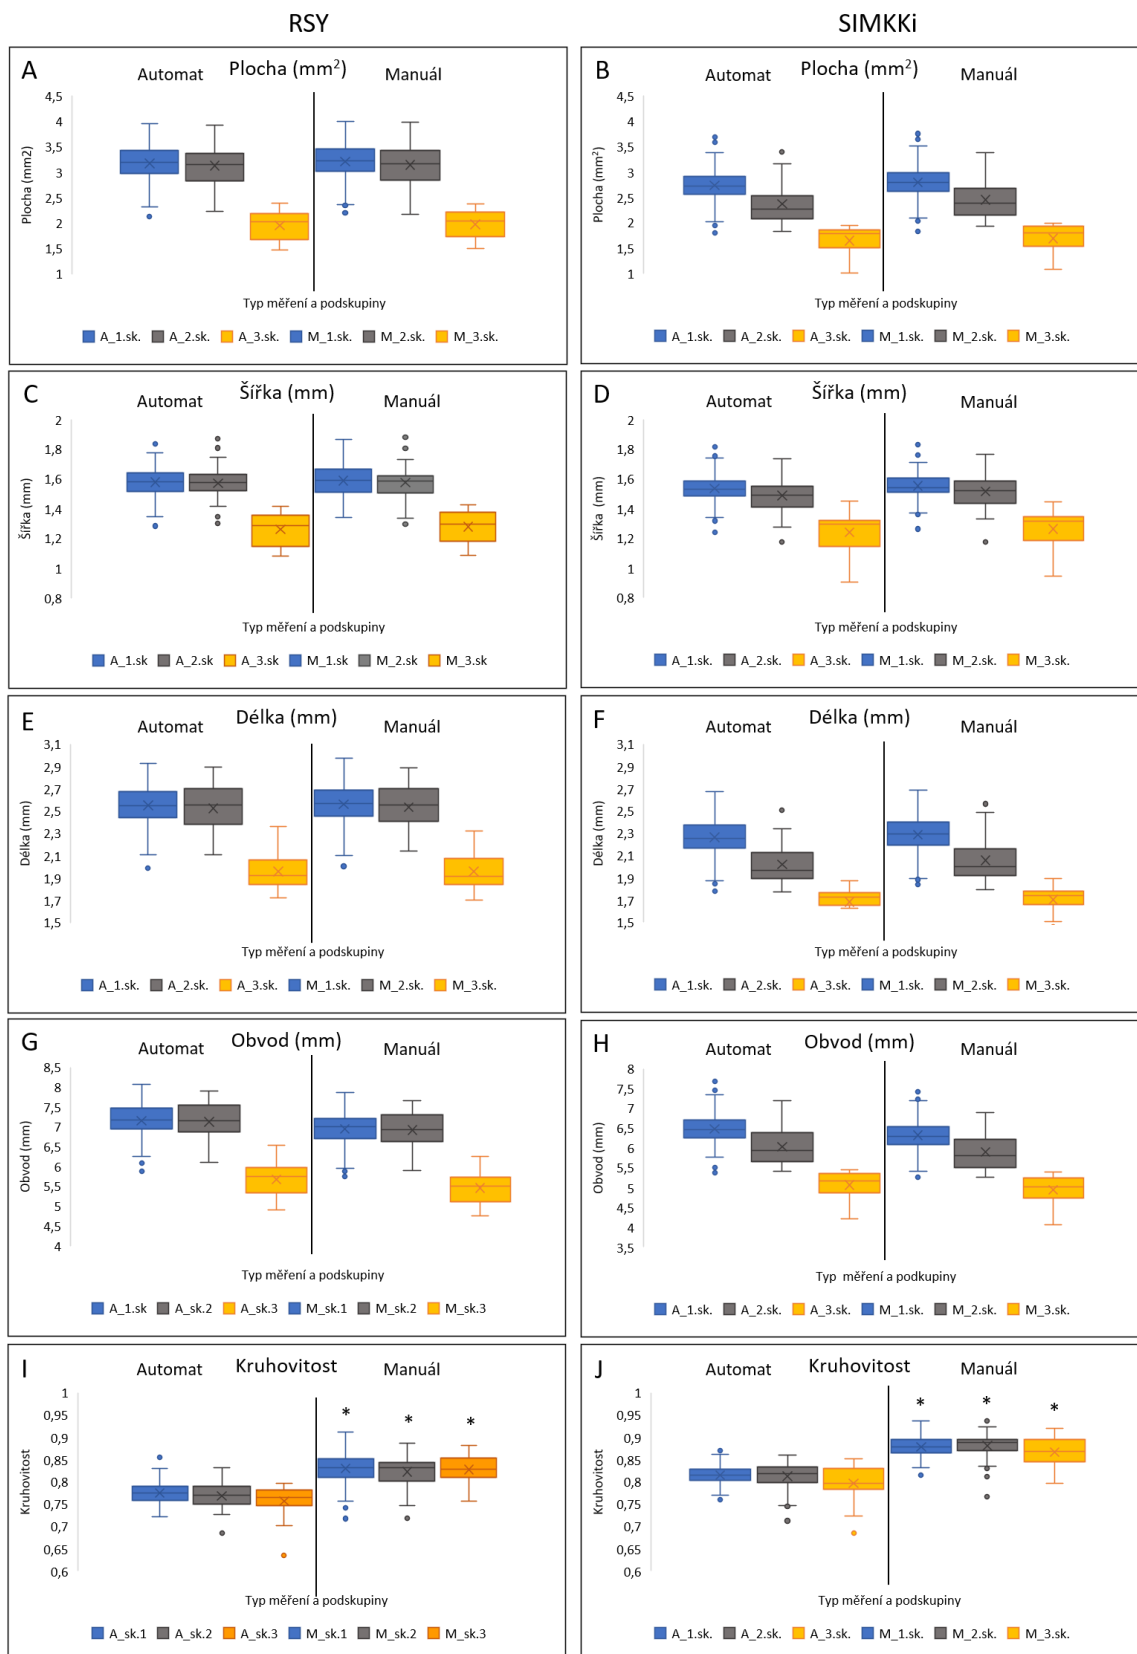 RSY
SIMKKi
A
Automat
Plocha (mm²)
Manuál
4,5
4
3,5
3
2,5
2
1,5
1
Plocha (mm2)
Typ měření a podskupiny
A_1.sk. A_2.sk. A_3.sk. M_1.sk. M_2.sk. M_3.sk.
B
Automat
Plocha (mm²)
Manuál
4,5
4
3,5
3
2,5
2
1,5
1
Plocha (mm²)
Typ měření a podskupiny
A_1.sk. A_2.sk. A_3.sk. M_1.sk. M_2.sk. M_3.sk.
C
Automat
Šířka (mm)
Manuál
2
1,8
1,6
1,4
1,2
1
0,8
Šířka (mm)
Typ měření a podskupiny
A_1.sk A_2.sk A_3.sk M_1.sk M_2.sk M_3.sk
D
Automat
Šířka (mm)
Manuál
2
1,8
1,6
1,4
1,2
1
0,8
Šířka (mm)
Typ měření a podskupiny
A_1.sk. A_2.sk. A_3.sk. M_1.sk. M_2.sk. M_3.sk.
E
Automat
Délka (mm)
Manuál
3,1
2,9
2,7
2,5
2,3
2,1
1,9
1,7
1,5
Délka (mm)
Typ měření a podskupiny
A_1.sk. A_2.sk. A_3.sk. M_1.sk. M_2.sk. M_3.sk.
F
Automat
Délka (mm)
Manuál
3,1
2,9
2,7
2,5
2,3
2,1
1,9
1,7
1,5
Délka (mm)
Typ měření a podskupiny
A_1.sk. A_2.sk. A_3.sk. M_1.sk. M_2.sk. M_3.sk.
G
Automat
Obvod (mm)
Manuál
8,5
8
7,5
7
6,5
6
5,5
5
4,5
4
Obvod (mm)
Typ měření a podskupiny
A_1.sk A_sk.2 A_sk.3 M_sk.1 M_sk.2 M_sk.3
H
Automat
Obvod (mm)
Manuál
8
7,5
7
6,5
6
5,5
5
4,5
4
3,5
Obvod (mm)
Typ měření a podkupiny
A_1.sk. A_2.sk. A_3.sk. M_1.sk. M_2.sk. M_3.sk.
I
Automat
Kruhovitost
Manuál
1
0,95
0,9
0,85
0,8
0,75
0,7
0,65
0,6
Kruhovitost
* * *
Typ měření a podskupiny
A_sk.1 A_sk.2 A_sk.3 M_sk.1 M_sk.2 M_sk.3
J
Automat
Kruhovitost
Manuál
1
0,95
0,9
0,85
0,8
0,75
0,7
0,65
0,6
Kruhovitost
* * *
Typ měření a podskupiny
A_1.sk. A_2.sk. A_3.sk. M_1.sk. M_2.sk. M_3.sk.